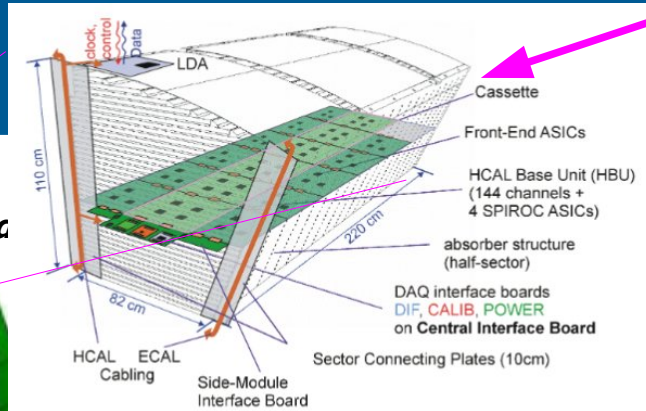 clock,
control
Data
LDA
Cassette
Front-End ASICs
110 cm
HCAL Base Unit (HBU)
(144 channels +
4 SPIROC ASICs)
220 cm
absorber structure
(half-sector)
82 cm
DAQ interface boards
DIF, CALIB, POWER
on Central Interface Board
HCAL ECAL
Cabling
Sector Connecting Plates (10cm)
Side-Module
Interface Board